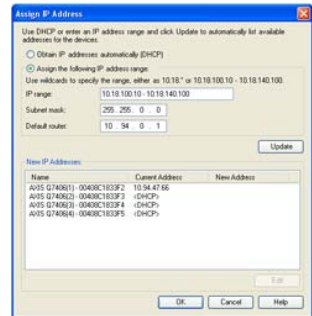 Assign IP Address
Use DHCP or enter an IP address range and click Update to automatically list available
addresses for the devices.
Obtain IP addresses automatically (DHCP)
Assign the following IP address range:
Use wildcards to specify the range, either as 10.18.* or 10.18.100.10 - 10.18.140.100.
IP range: 10.18.100.10 - 10.18.140.100
Subnet mask: 255 . 255 . 0 . 0
Default router: 10 . 94 . 0 . 1
Update
New IP Addresses
Name Current Address New Address
AXIS Q7406(1) - 00408C1833F2 10.94.47.66
AXIS Q7406(2) - 00408C1833F3 <DHCP>
AXIS Q7406(3) - 00408C1833F4 <DHCP>
AXIS Q7406(4) - 00408C1833F5 <DHCP>
Edit
OK Cancel Help